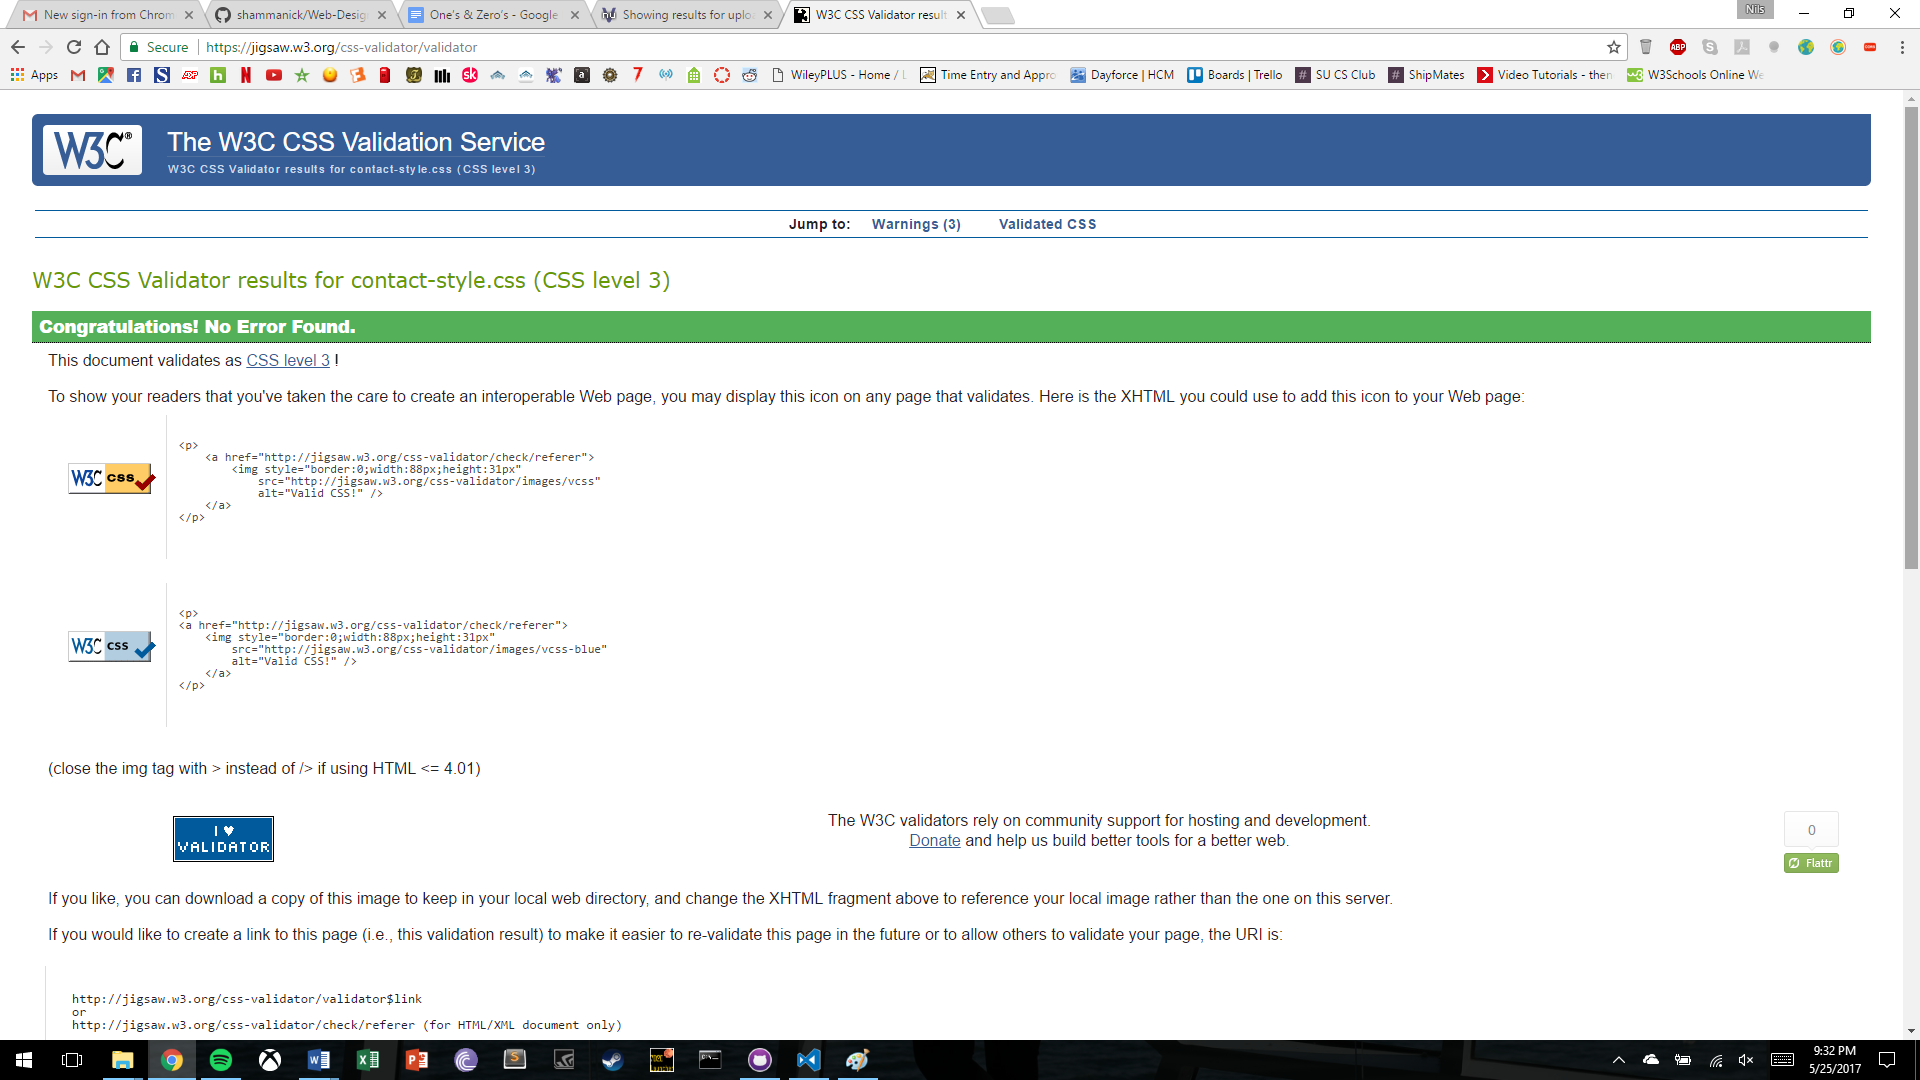 New sign-in from Chrom
shammanick/Web-Desig
One's & Zero's - Google
Showing results for uplo
W3C CSS Validator result
Nils
Secure
https://jigsaw.w3.org/css-validator/validator
Apps
WileyPLUS - Home / L
Time Entry and Appro
Dayforce | HCM
Boards | Trello
SU CS Club
ShipMates
Video Tutorials - then
W3Schools Online We
W3C®
The W3C CSS Validation Service
W3C CSS Validator results for contact-style.css (CSS level 3)
Jump to: Warnings (3) Validated CSS
W3C CSS Validator results for contact-style.css (CSS level 3)
Congratulations! No Error Found.
This document validates as CSS level 3 !
To show your readers that you've taken the care to create an interoperable Web page, you may display this icon on any page that validates. Here is the XHTML you could use to add this icon to your Web page:
W3C css
<p>
<a href="http://jigsaw.w3.org/css-validator/check/referer">
<img style="border:0;width:88px;height:31px"
src="http://jigsaw.w3.org/css-validator/images/vcss"
alt="Valid CSS!" />
</a>
</p>
W3C css
<p>
<a href="http://jigsaw.w3.org/css-validator/check/referer">
<img style="border:0;width:88px;height:31px"
src="http://jigsaw.w3.org/css-validator/images/vcss-blue"
alt="Valid CSS!" />
</a>
</p>
(close the img tag with > instead of /> if using HTML <= 4.01)
I ♥
VALIDATOR
The W3C validators rely on community support for hosting and development.
Donate and help us build better tools for a better web.
0
Flattr
If you like, you can download a copy of this image to keep in your local web directory, and change the XHTML fragment above to reference your local image rather than the one on this server.
If you would like to create a link to this page (i.e., this validation result) to make it easier to re-validate this page in the future or to allow others to validate your page, the URI is:
http://jigsaw.w3.org/css-validator/validator$link
or
http://jigsaw.w3.org/css-validator/check/referer (for HTML/XML document only)
9:32 PM
5/25/2017